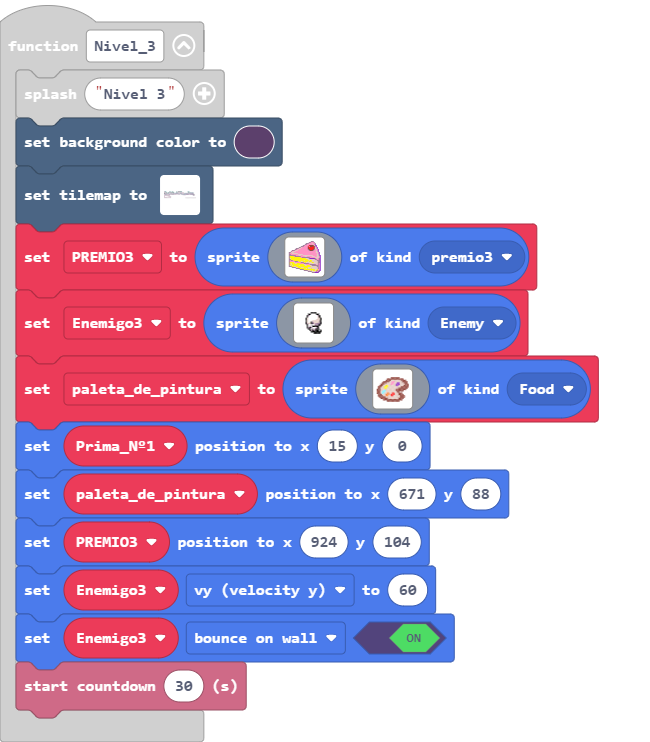 function Nivel_3
splash "Nivel 3"
set background color to
set tilemap to
set PREMIO3 to sprite of kind premio3
set Enemigo3 to sprite of kind Enemy
set paleta_de_pintura to sprite of kind Food
set Prima_Nº1 position to x 15 y 0
set paleta_de_pintura position to x 671 y 88
set PREMIO3 position to x 924 y 104
set Enemigo3 vy (velocity y) to 60
set Enemigo3 bounce on wall ON
start countdown 30 (s)